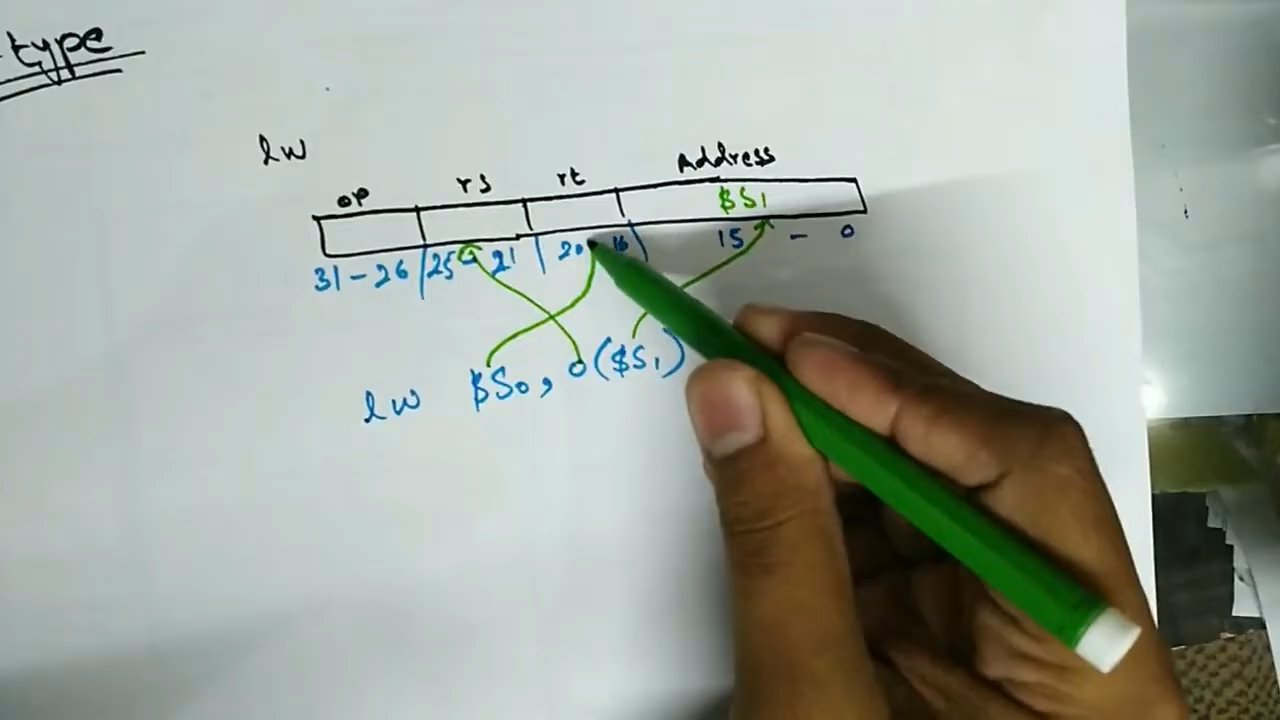 -type
lw
op rs rt Address
$S1
31-26 | 25-21 | 20-16 | 15 - 0
lw $S0, 0($S1)